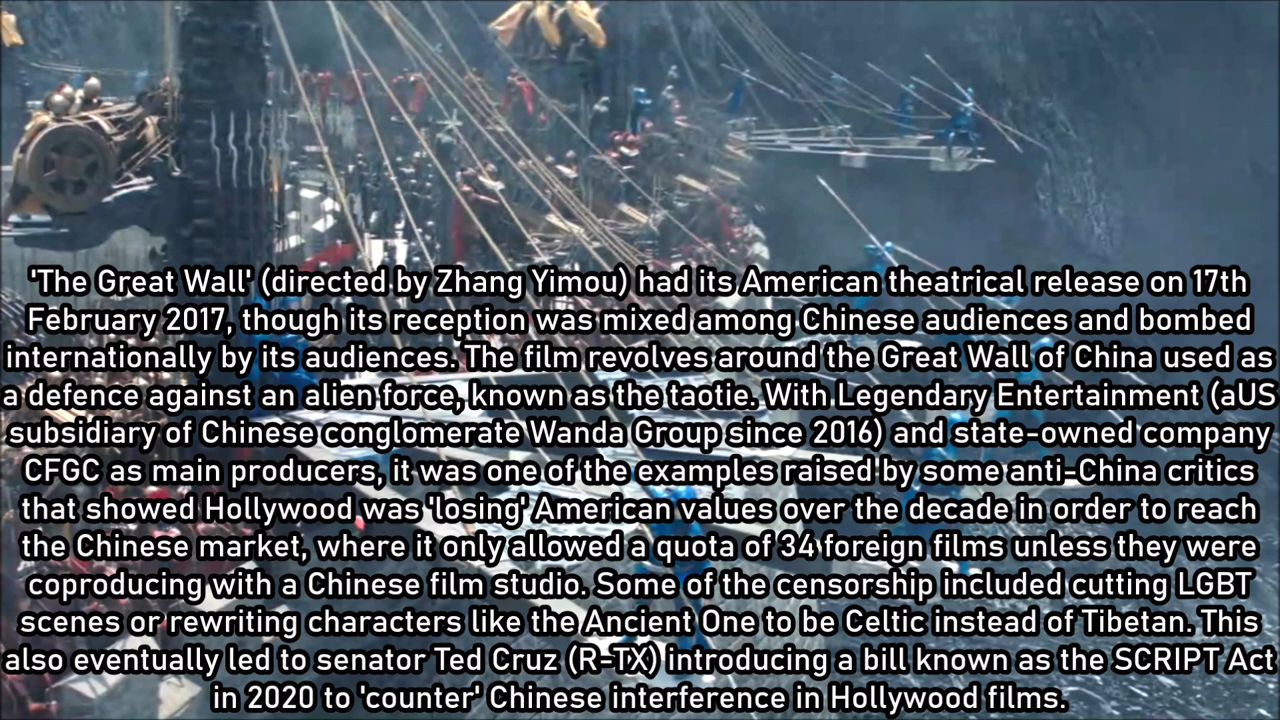 'The Great Wall' (directed by Zhang Yimou) had its American theatrical release on 17th
February 2017, though its reception was mixed among Chinese audiences and bombed
internationally by its audiences. The film revolves around the Great Wall of China used as
a defence against an alien force, known as the taotie. With Legendary Entertainment (aUS
subsidiary of Chinese conglomerate Wanda Group since 2016) and state-owned company
CFGC as main producers, it was one of the examples raised by some anti-China critics
that showed Hollywood was 'losing' American values over the decade in order to reach
the Chinese market, where it only allowed a quota of 34 foreign films unless they were
coproducing with a Chinese film studio. Some of the censorship included cutting LGBT
scenes or rewriting characters like the Ancient One to be Celtic instead of Tibetan. This
also eventually led to senator Ted Cruz (R-TX) introducing a bill known as the SCRIPT Act
in 2020 to 'counter' Chinese interference in Hollywood films.